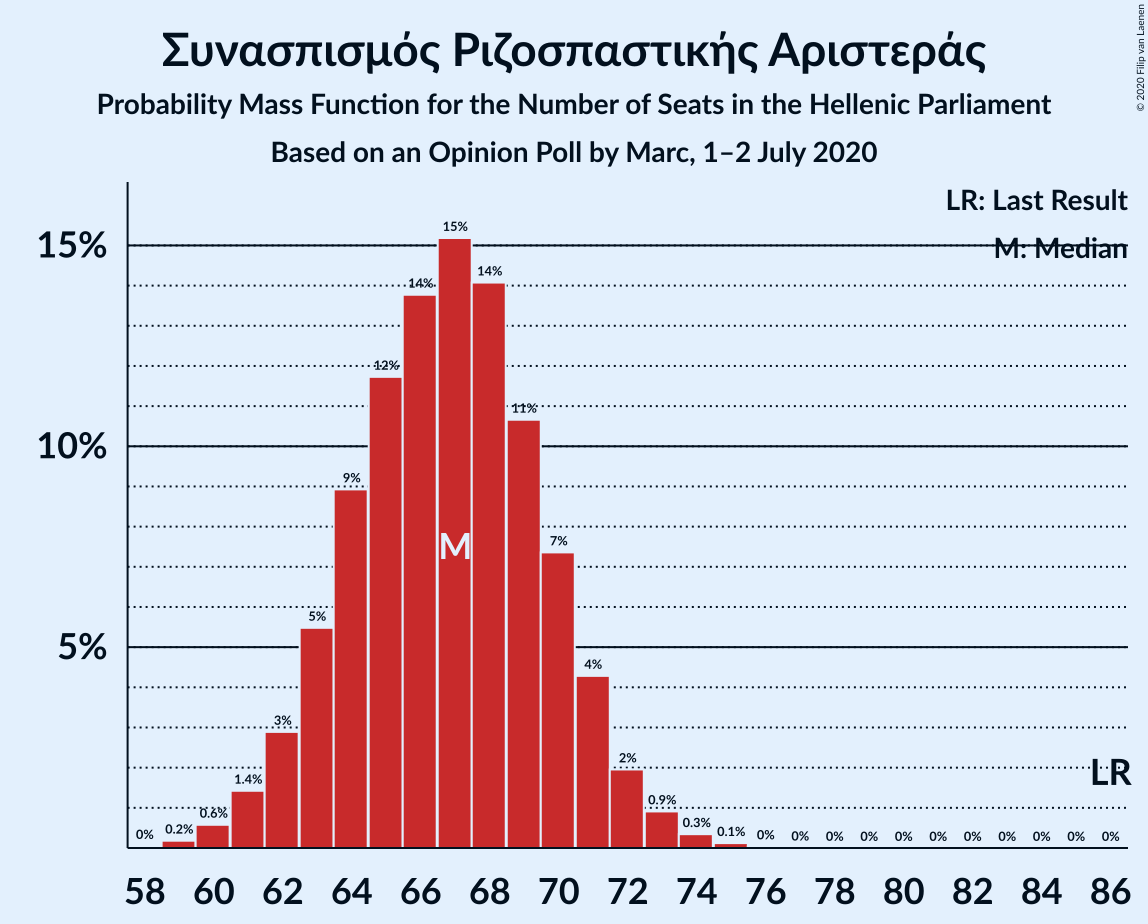 Συνασπισμός Ριζοσπαστικής Αριστεράς
Probability Mass Function for the Number of Seats in the Hellenic Parliament
Based on an Opinion Poll by Marc, 1–2 July 2020
© 2020 Filip van Laenen
LR: Last Result
M: Median
15%
10%
5%
0% 0.2% 0.6% 1.4% 3% 5% 9% 12% 14% 15% 14% 11% 7% 4% 2% 0.9% 0.3% 0.1% 0% 0% 0% 0% 0% 0% 0% 0% 0% 0% 0%
M
LR
58 60 62 64 66 68 70 72 74 76 78 80 82 84 86